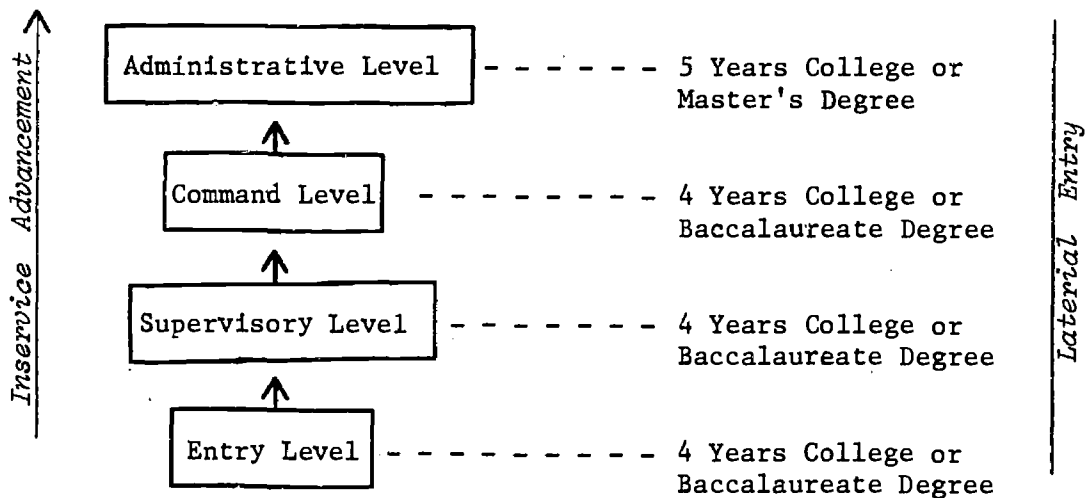 Inservice Advancement
Administrative Level
5 Years College or
Master's Degree
Command Level
4 Years College or
Baccalaureate Degree
Supervisory Level
4 Years College or
Baccalaureate Degree
Entry Level
4 Years College or
Baccalaureate Degree
Laterial Entry